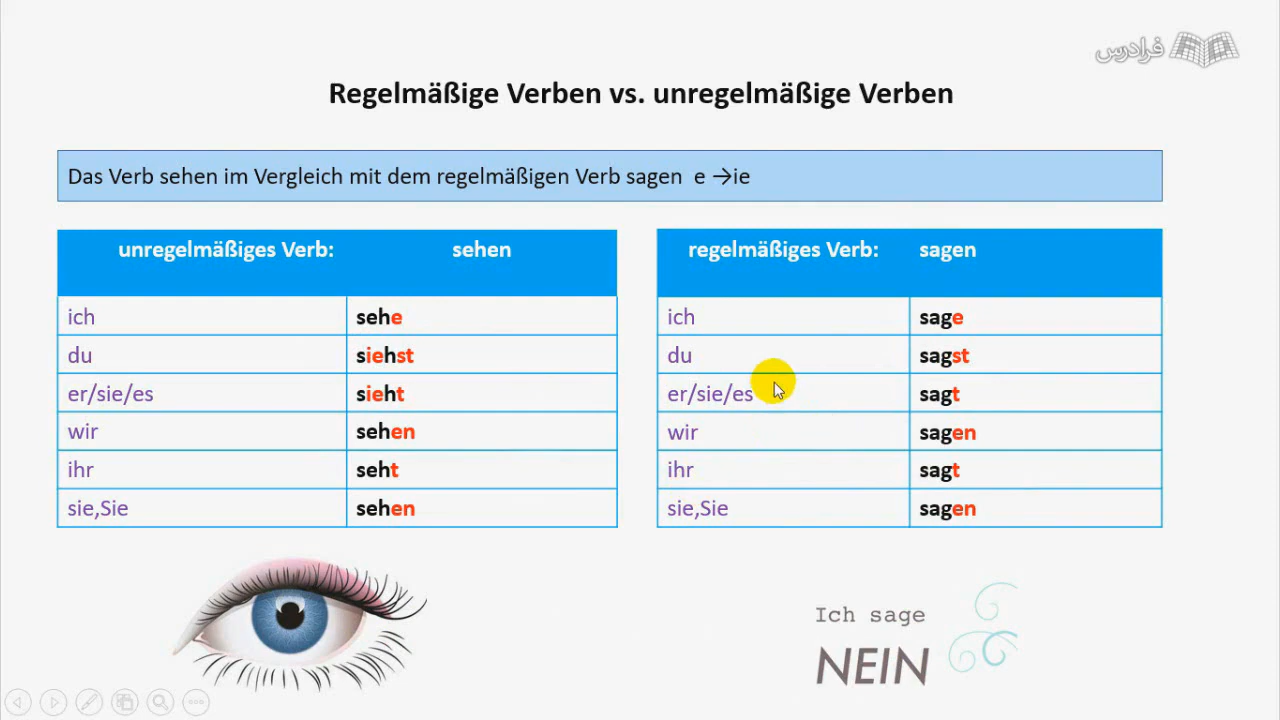 فرادرس
Regelmäßige Verben vs. unregelmäßige Verben
Das Verb sehen im Vergleich mit dem regelmäßigen Verb sagen e →ie
unregelmäßiges Verb: sehen
ich sehe
du siehst
er/sie/es sieht
wir sehen
ihr seht
sie,Sie sehen
regelmäßiges Verb: sagen
ich sage
du sagst
er/sie/es sagt
wir sagen
ihr sagt
sie,Sie sagen
Ich sage
NEIN